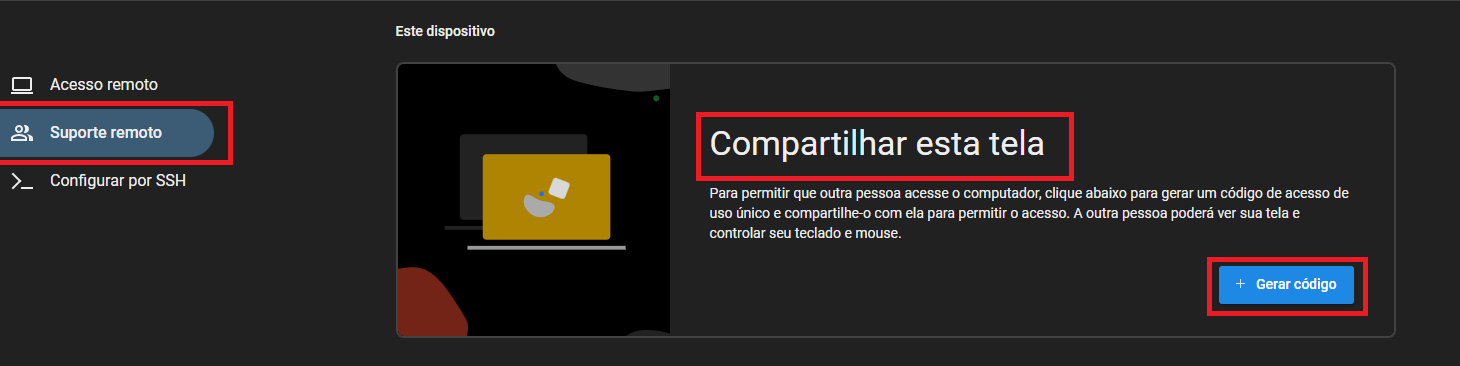 Este dispositivo
Acesso remoto
Suporte remoto
Configurar por SSH
Compartilhar esta tela
Para permitir que outra pessoa acesse o computador, clique abaixo para gerar um código de acesso de
uso único e compartilhe-o com ela para permitir o acesso. A outra pessoa poderá ver sua tela e
controlar seu teclado e mouse.
+ Gerar código